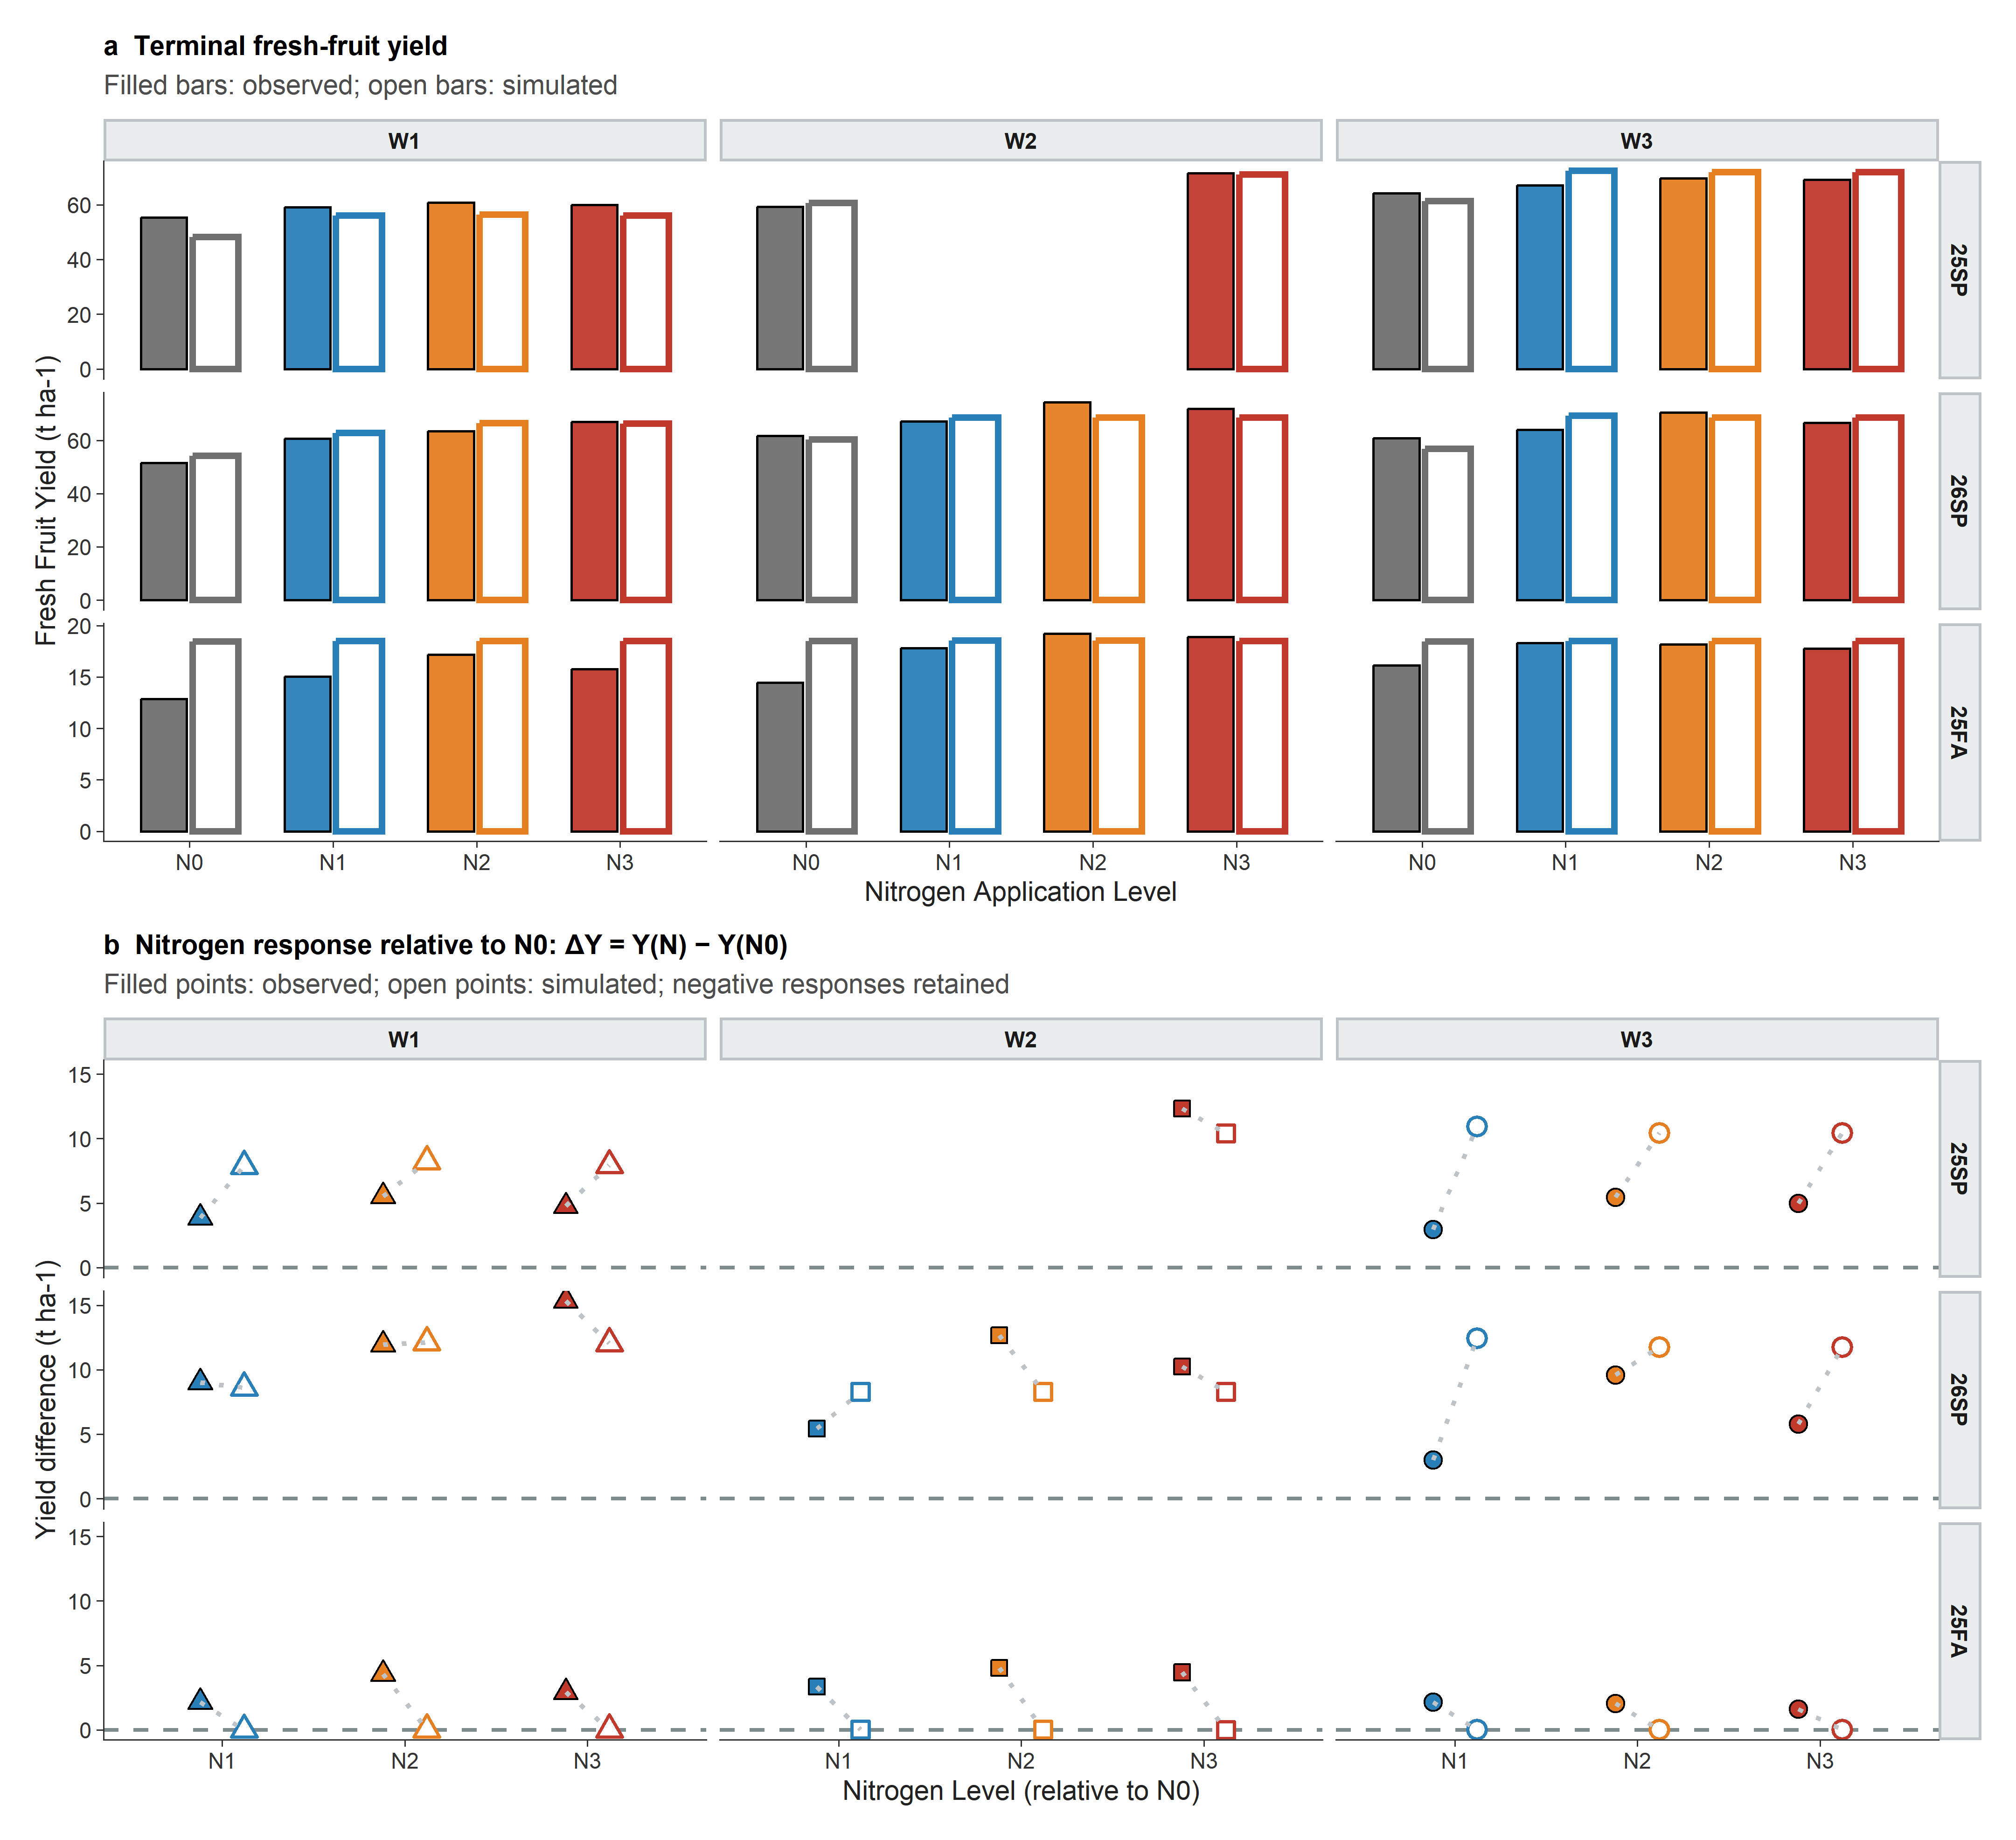 a Terminal fresh-fruit yield
Filled bars: observed; open bars: simulated
W1 W2 W3
Fresh Fruit Yield (t ha-1)
60
40
20
0
25SP
60
40
20
0
26SP
20
15
10
5
0
25FA
N0 N1 N2 N3 N0 N1 N2 N3 N0 N1 N2 N3
Nitrogen Application Level
b Nitrogen response relative to N0: ΔY = Y(N) − Y(N0)
Filled points: observed; open points: simulated; negative responses retained
W1 W2 W3
Yield difference (t ha-1)
15
10
5
0
25SP
15
10
5
0
26SP
15
10
5
0
25FA
N1 N2 N3 N1 N2 N3 N1 N2 N3
Nitrogen Level (relative to N0)